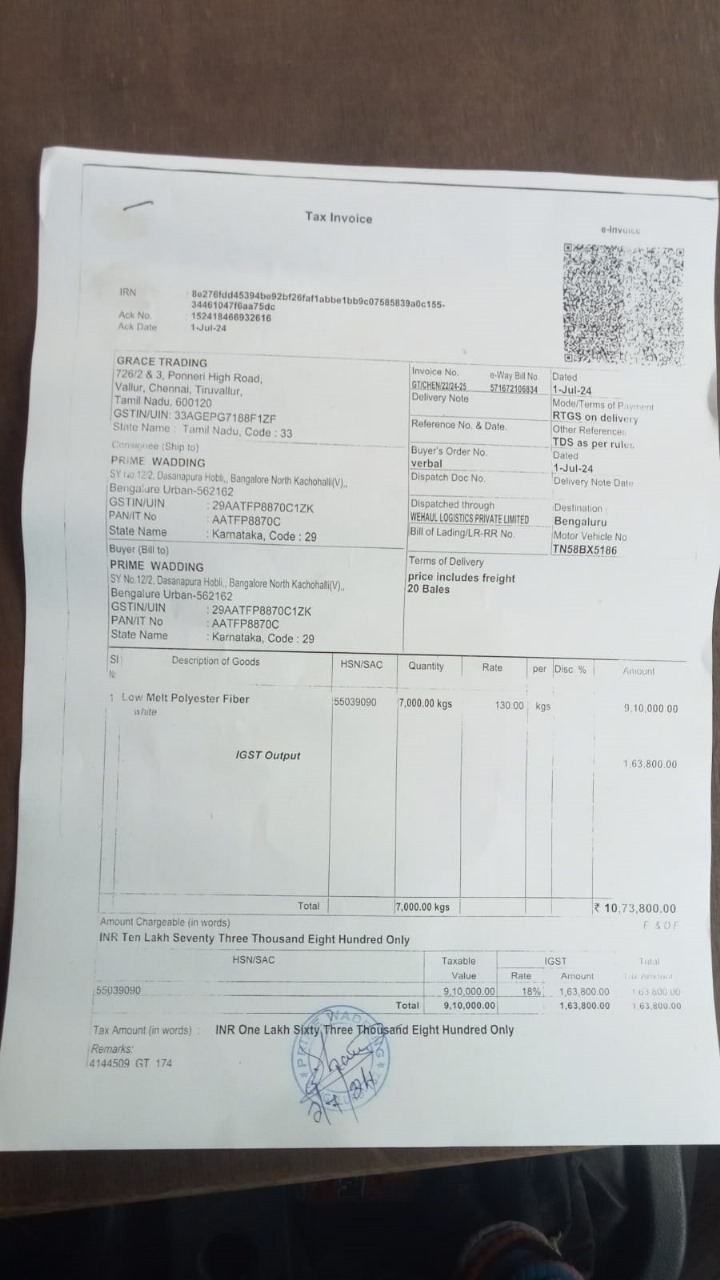 Tax Invoice
e-Invoice
IRN : 8e276fdd45394be92bf26faf1abbe1bb9c07585839a0c155-
34461047f6aa75dc
Ack No. : 152418466932616
Ack Date : 1-Jul-24
GRACE TRADING
726/2 & 3, Ponneri High Road,
Vallur, Chennai, Tiruvallur,
Tamil Nadu, 600120
GSTIN/UIN: 33AGEPG7188F1ZF
State Name : Tamil Nadu, Code : 33
Invoice No. e-Way Bill No. Dated
GT/CHEN/22/24-25 571672106834 1-Jul-24
Delivery Note Mode/Terms of Payment
RTGS on delivery
Reference No. & Date. Other References
TDS as per rules
Buyer's Order No. Dated
verbal 1-Jul-24
Dispatch Doc No. Delivery Note Date
Dispatched through Destination
WEHAUL LOGISTICS PRIVATE LIMITED Bengaluru
Bill of Lading/LR-RR No. Motor Vehicle No
TN58BX5186
Terms of Delivery
price includes freight
20 Bales
Consignee (Ship to)
PRIME WADDING
SY No.12/2, Dasanapura Hobli,, Bangalore North Kachohalli(V),,
Bengalure Urban-562162
GSTIN/UIN : 29AATFP8870C1ZK
PAN/IT No : AATFP8870C
State Name : Karnataka, Code : 29
Buyer (Bill to)
PRIME WADDING
SY No.12/2, Dasanapura Hobli,, Bangalore North Kachohalli(V),,
Bengalure Urban-562162
GSTIN/UIN : 29AATFP8870C1ZK
PAN/IT No : AATFP8870C
State Name : Karnataka, Code : 29
Sl Description of Goods HSN/SAC Quantity Rate per Disc % Amount
1 Low Melt Polyester Fiber 55039090 7,000.00 kgs 130.00 kgs 9,10,000.00
white
IGST Output 1,63,800.00
Total 7,000.00 kgs ₹ 10,73,800.00
Amount Chargeable (in words) E & O E
INR Ten Lakh Seventy Three Thousand Eight Hundred Only
HSN/SAC Taxable IGST Total
Value Rate Amount Tax Amount
55039090 9,10,000.00 18% 1,63,800.00 1,63,800.00
Total 9,10,000.00 1,63,800.00 1,63,800.00
Tax Amount (in words) : INR One Lakh Sixty Three Thousand Eight Hundred Only
Remarks:
4144509 GT 174
PRIME WADDING